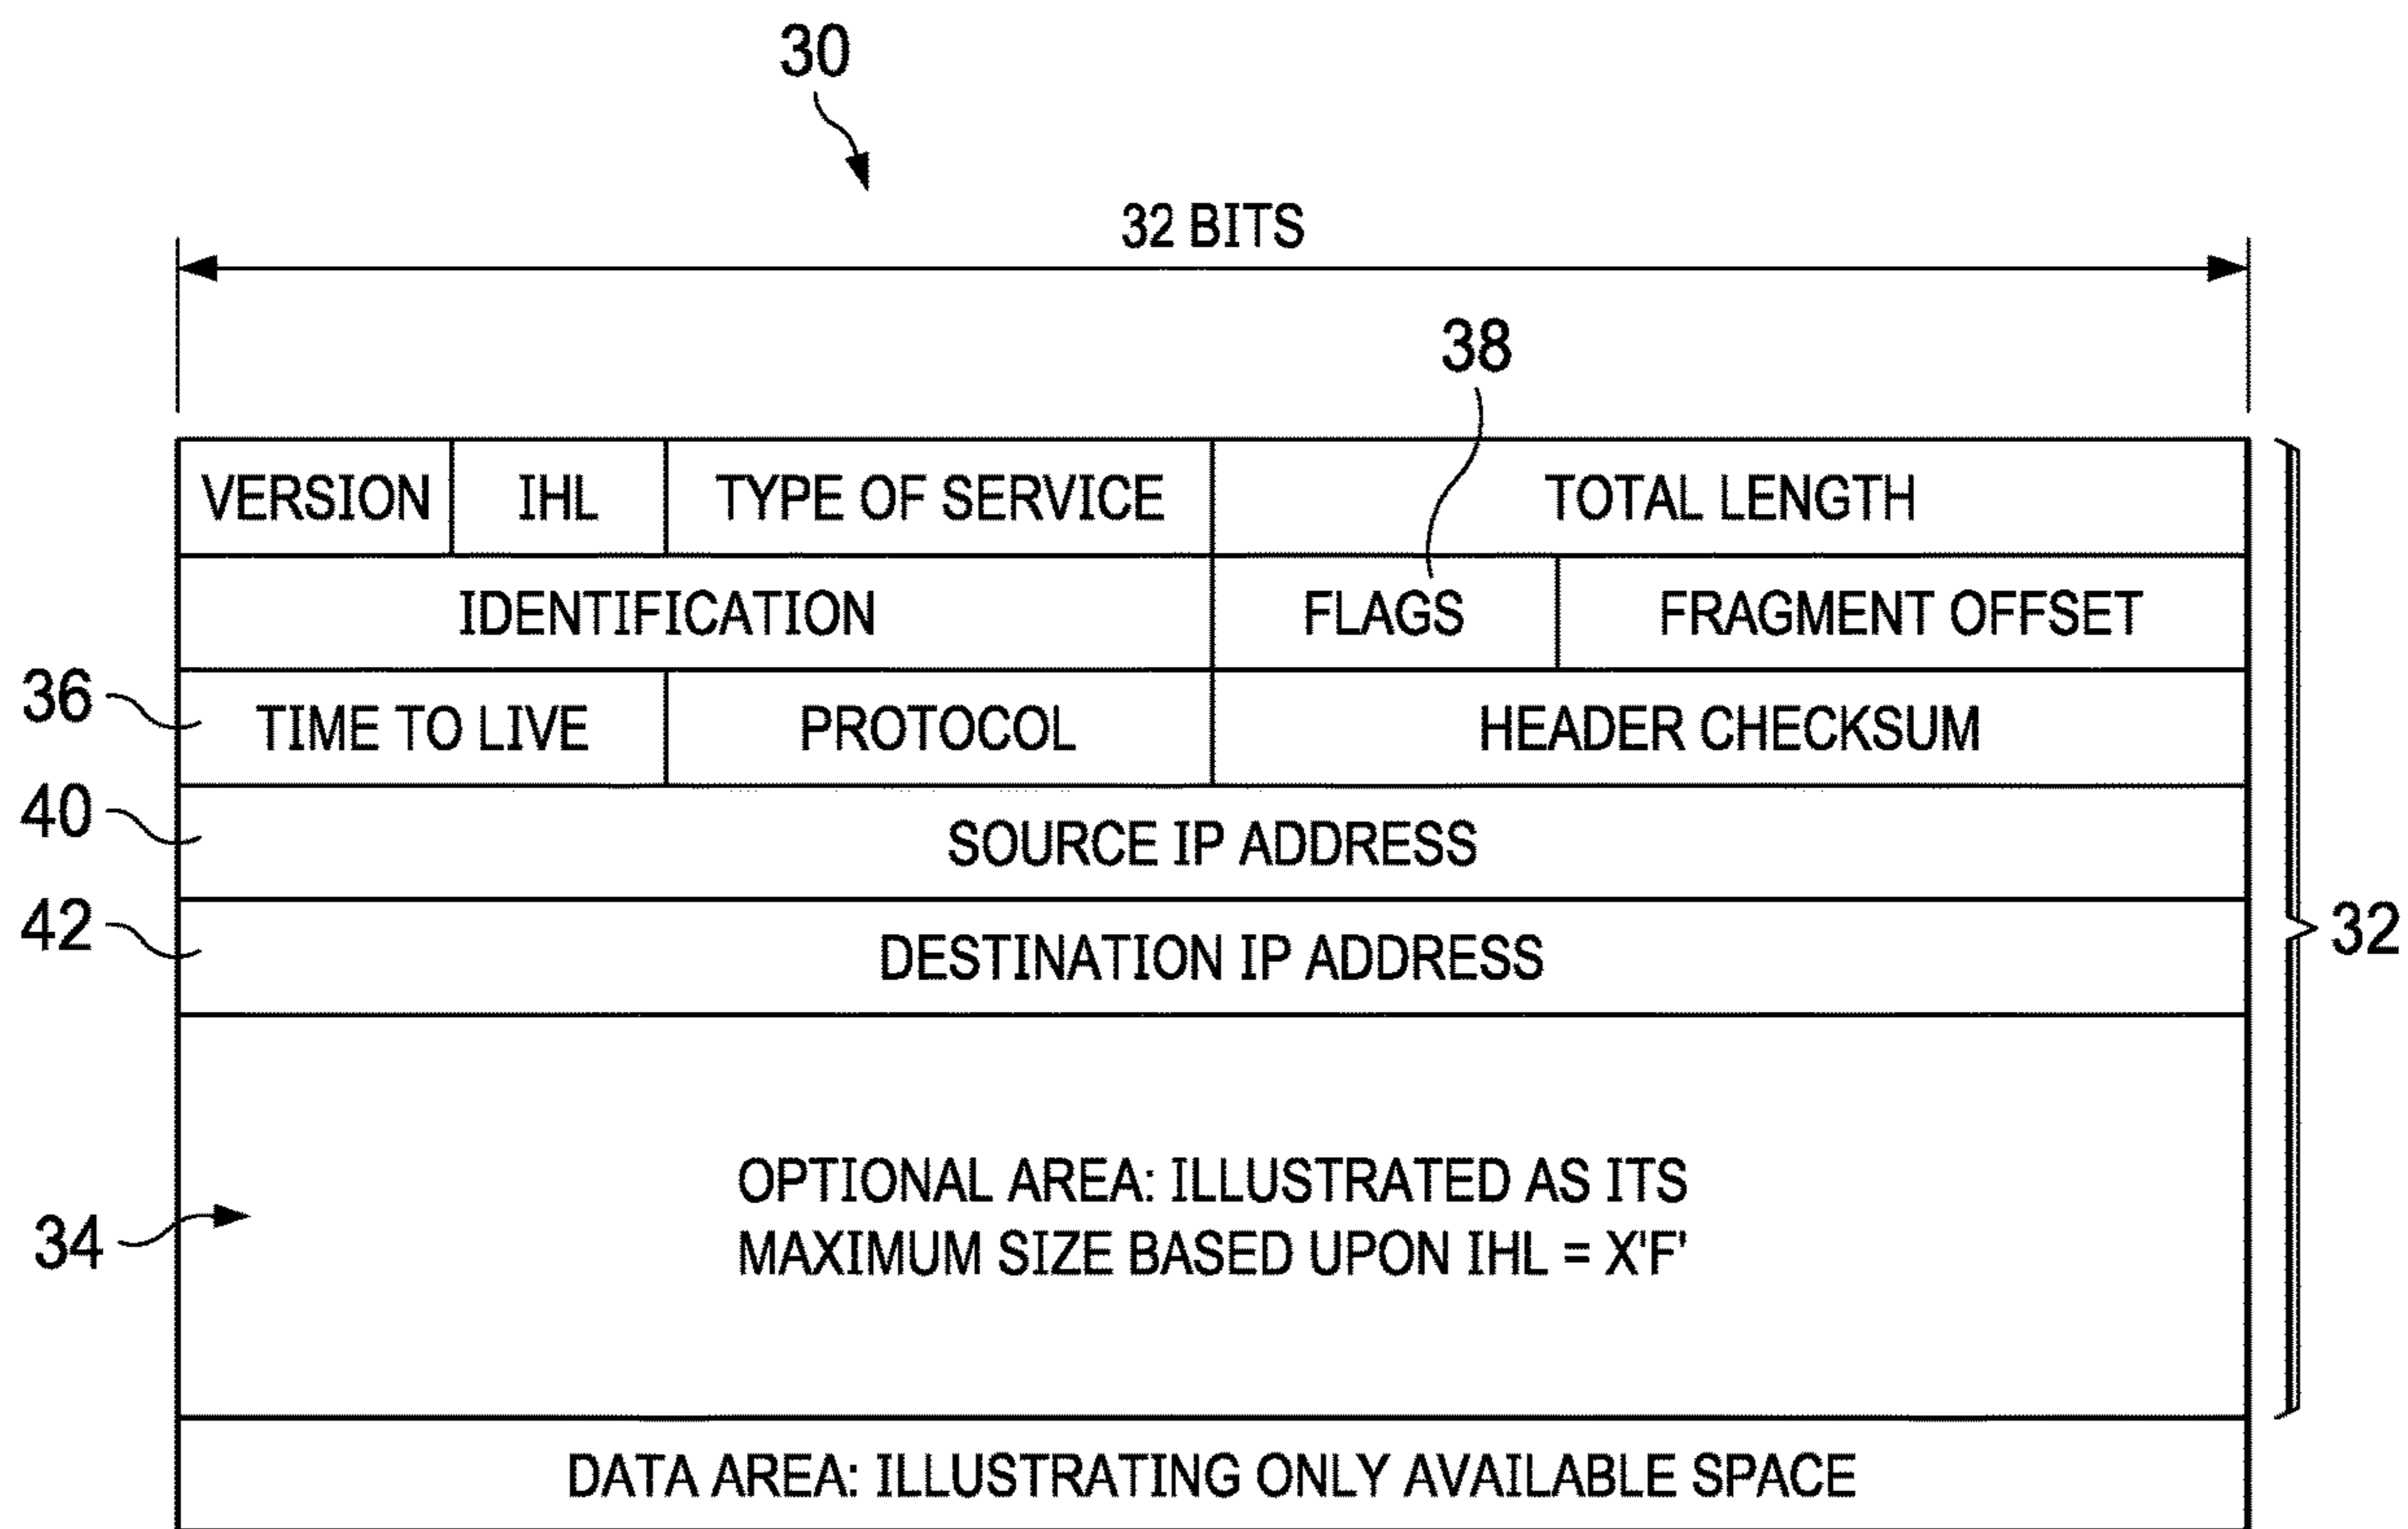 30
32 BITS
38
VERSION IHL TYPE OF SERVICE TOTAL LENGTH
IDENTIFICATION FLAGS FRAGMENT OFFSET
36 TIME TO LIVE PROTOCOL HEADER CHECKSUM
40 SOURCE IP ADDRESS
42 DESTINATION IP ADDRESS
32
OPTIONAL AREA: ILLUSTRATED AS ITS
34 MAXIMUM SIZE BASED UPON IHL = X'F'
DATA AREA: ILLUSTRATING ONLY AVAILABLE SPACE